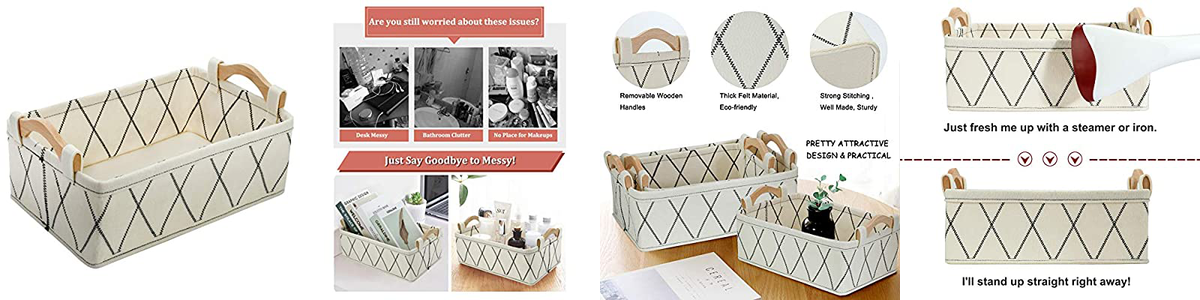 Are you still worried about these issues?
Desk Messy
Bathroom Clutter
No Place for Makeups
Just Say Goodbye to Messy!
Removable Wooden
Handles
Thick Felt Material,
Eco-friendly
Strong Stitching ,
Well Made, Sturdy
PRETTY ATTRACTIVE
DESIGN & PRACTICAL
CEREAL
Just fresh me up with a steamer or iron.
I'll stand up straight right away!